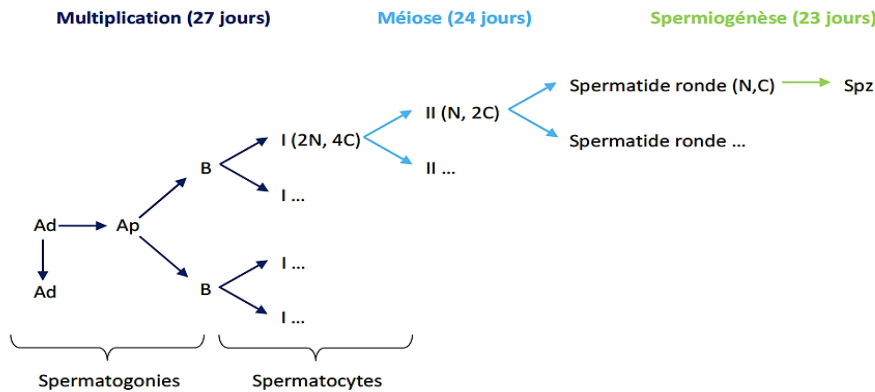 Multiplication (27 jours) Méiose (24 jours) Spermiogénèse (23 jours)
Spermatide ronde (N,C) Spz
II (N, 2C)
I (2N, 4C) Spermatide ronde ...
B II ...
I ...
Ad Ap
I ...
Ad B
I ...
Spermatogonies Spermatocytes